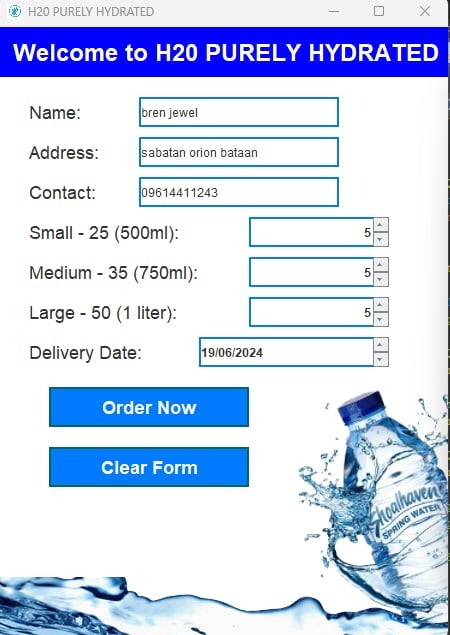 H20 PURELY HYDRATED
Welcome to H20 PURELY HYDRATED
Name: bren jewel
Address: sabatan orion bataan
Contact: 09614411243
Small - 25 (500ml): 5
Medium - 35 (750ml): 5
Large - 50 (1 liter): 5
Delivery Date: 19/06/2024
Order Now
Clear Form
Shoalhaven
SPRING WATER